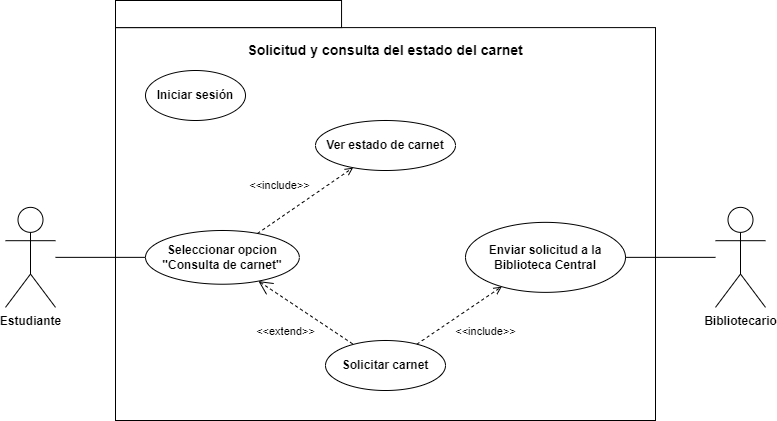 Solicitud y consulta del estado del carnet
Iniciar sesión
Ver estado de carnet
<<include>>
Seleccionar opcion
"Consulta de carnet"
Enviar solicitud a la
Biblioteca Central
Estudiante
Bibliotecario
<<extend>>
<<include>>
Solicitar carnet